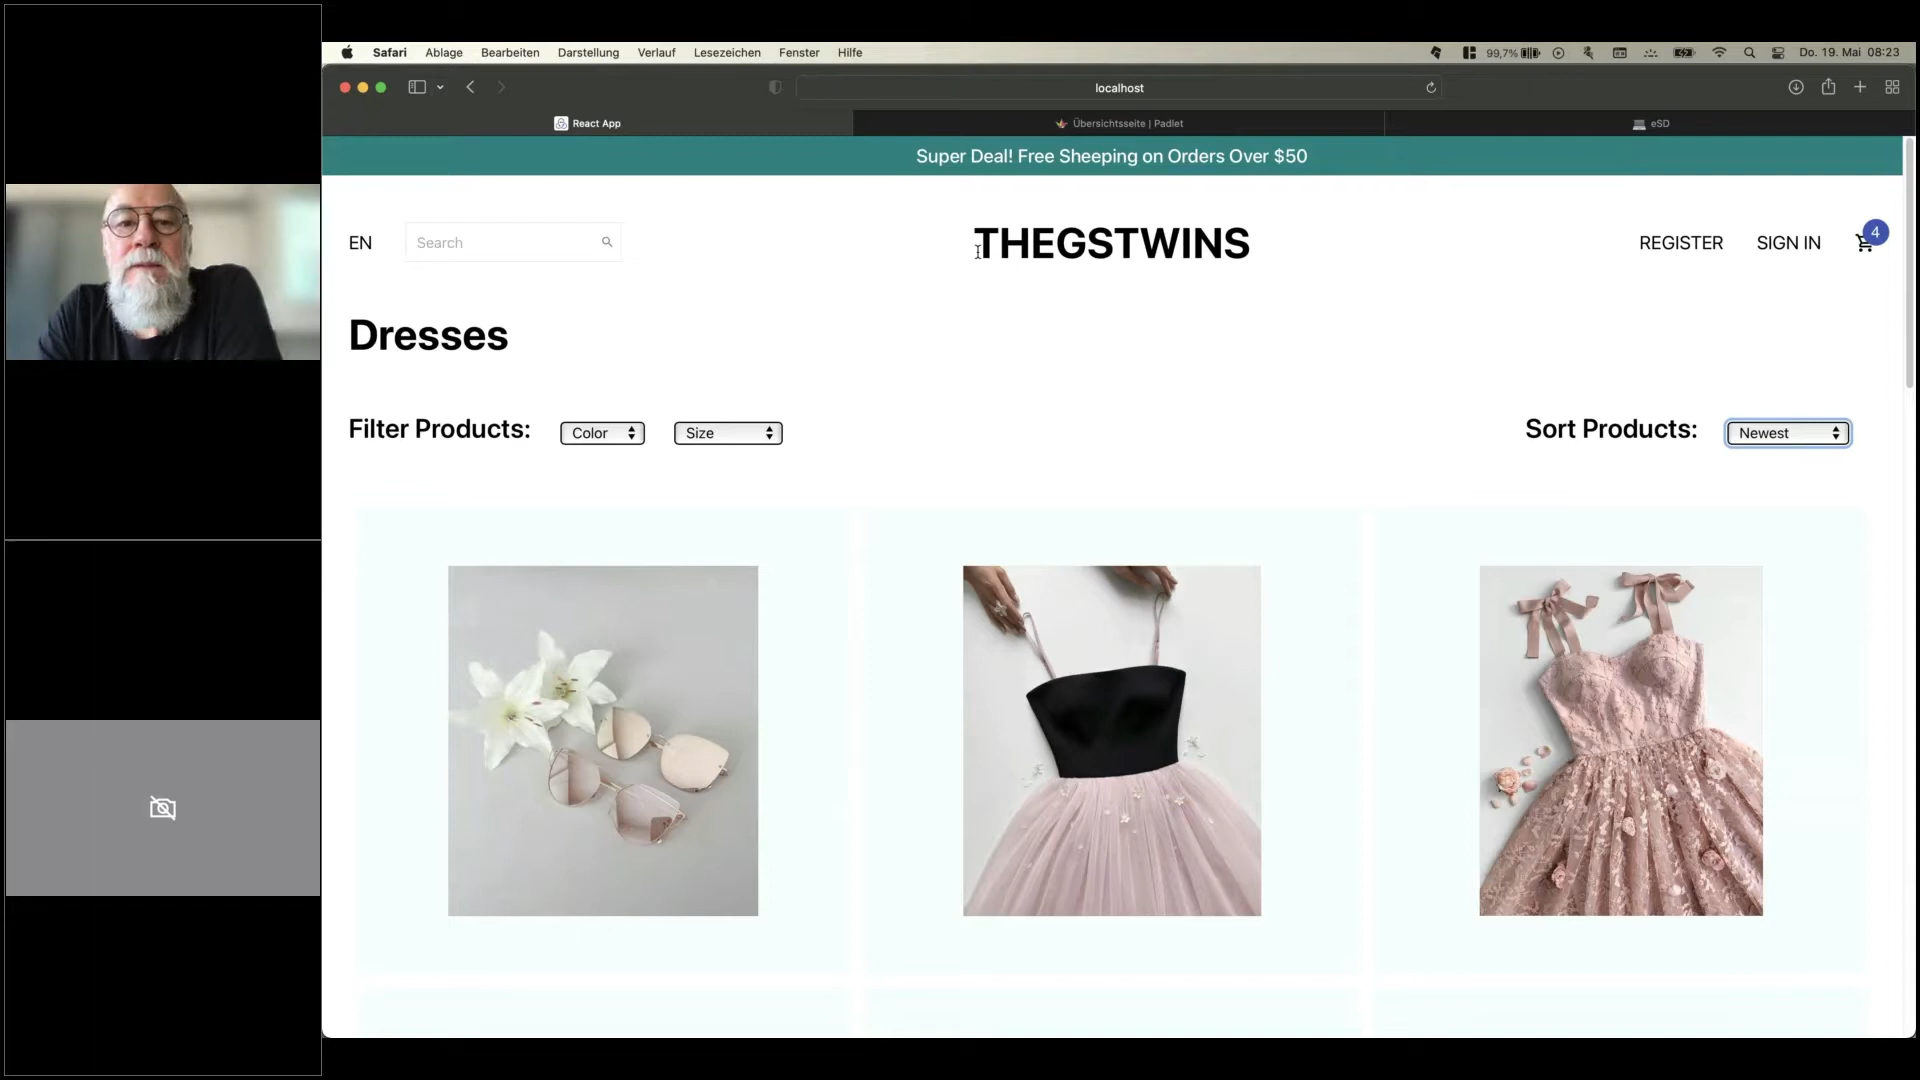 Safari Ablage Bearbeiten Darstellung Verlauf Lesezeichen Fenster Hilfe 99,7% Do. 19. Mai 08:23
localhost
React App Übersichtsseite | Padlet eSD
Super Deal! Free Sheeping on Orders Over $50
EN Search THEGSTWINS REGISTER SIGN IN 4
Dresses
Filter Products: Color Size Sort Products: Newest